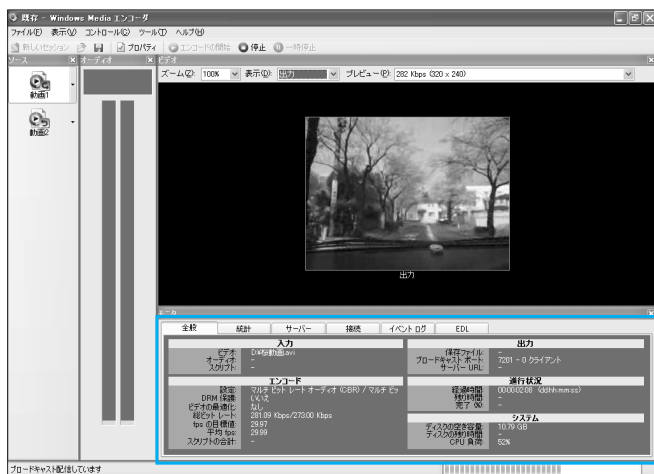 既存 - Windows Media エンコーダ
ファイル(F) 表示(V) コントロール(C) ツール(T) ヘルプ(H)
新しいセッション プロパティ エンコードの開始 停止 一時停止
ソース オーディオ ビデオ
ズーム(Z): 100% 表示(D): 出力 プレビュー(P): 282 Kbps (320 x 240)
動画1
動画2
出力
モニタ
全般 統計 サーバー 接続 イベント ログ EDL
入力
ビデオ: D:¥桜動画.avi
オーディオ: -
スクリプト: -
エンコード
設定: マルチ ビット レート オーディオ (CBR) / マルチ ビッ
DRM 保護: いいえ
ビデオの最適化: なし
総ビット レート: 281.09 Kbps/273.00 Kbps
fps の目標値: 29.97
平均 fps: 29.99
スクリプトの合計: -
出力
保存ファイル: -
ブロードキャスト ポート: 7201 - 0 クライアント
サーバー URL: -
進行状況
経過時間: 00:00:02:08 (dd:hh:mm:ss)
残り時間: -
完了 (%): -
システム
ディスクの空き容量: 10.79 GB
ディスクの残り時間: -
CPU 負荷: 52%
ブロードキャスト配信しています